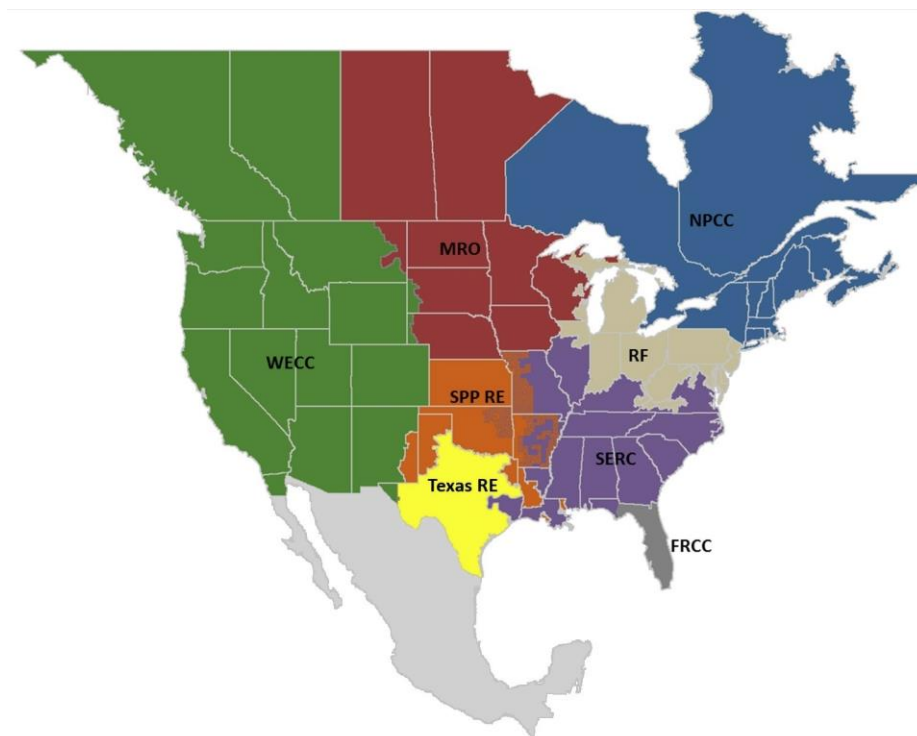 NPCC
MRO
RF
WECC
SPP RE
SERC
Texas RE
FRCC